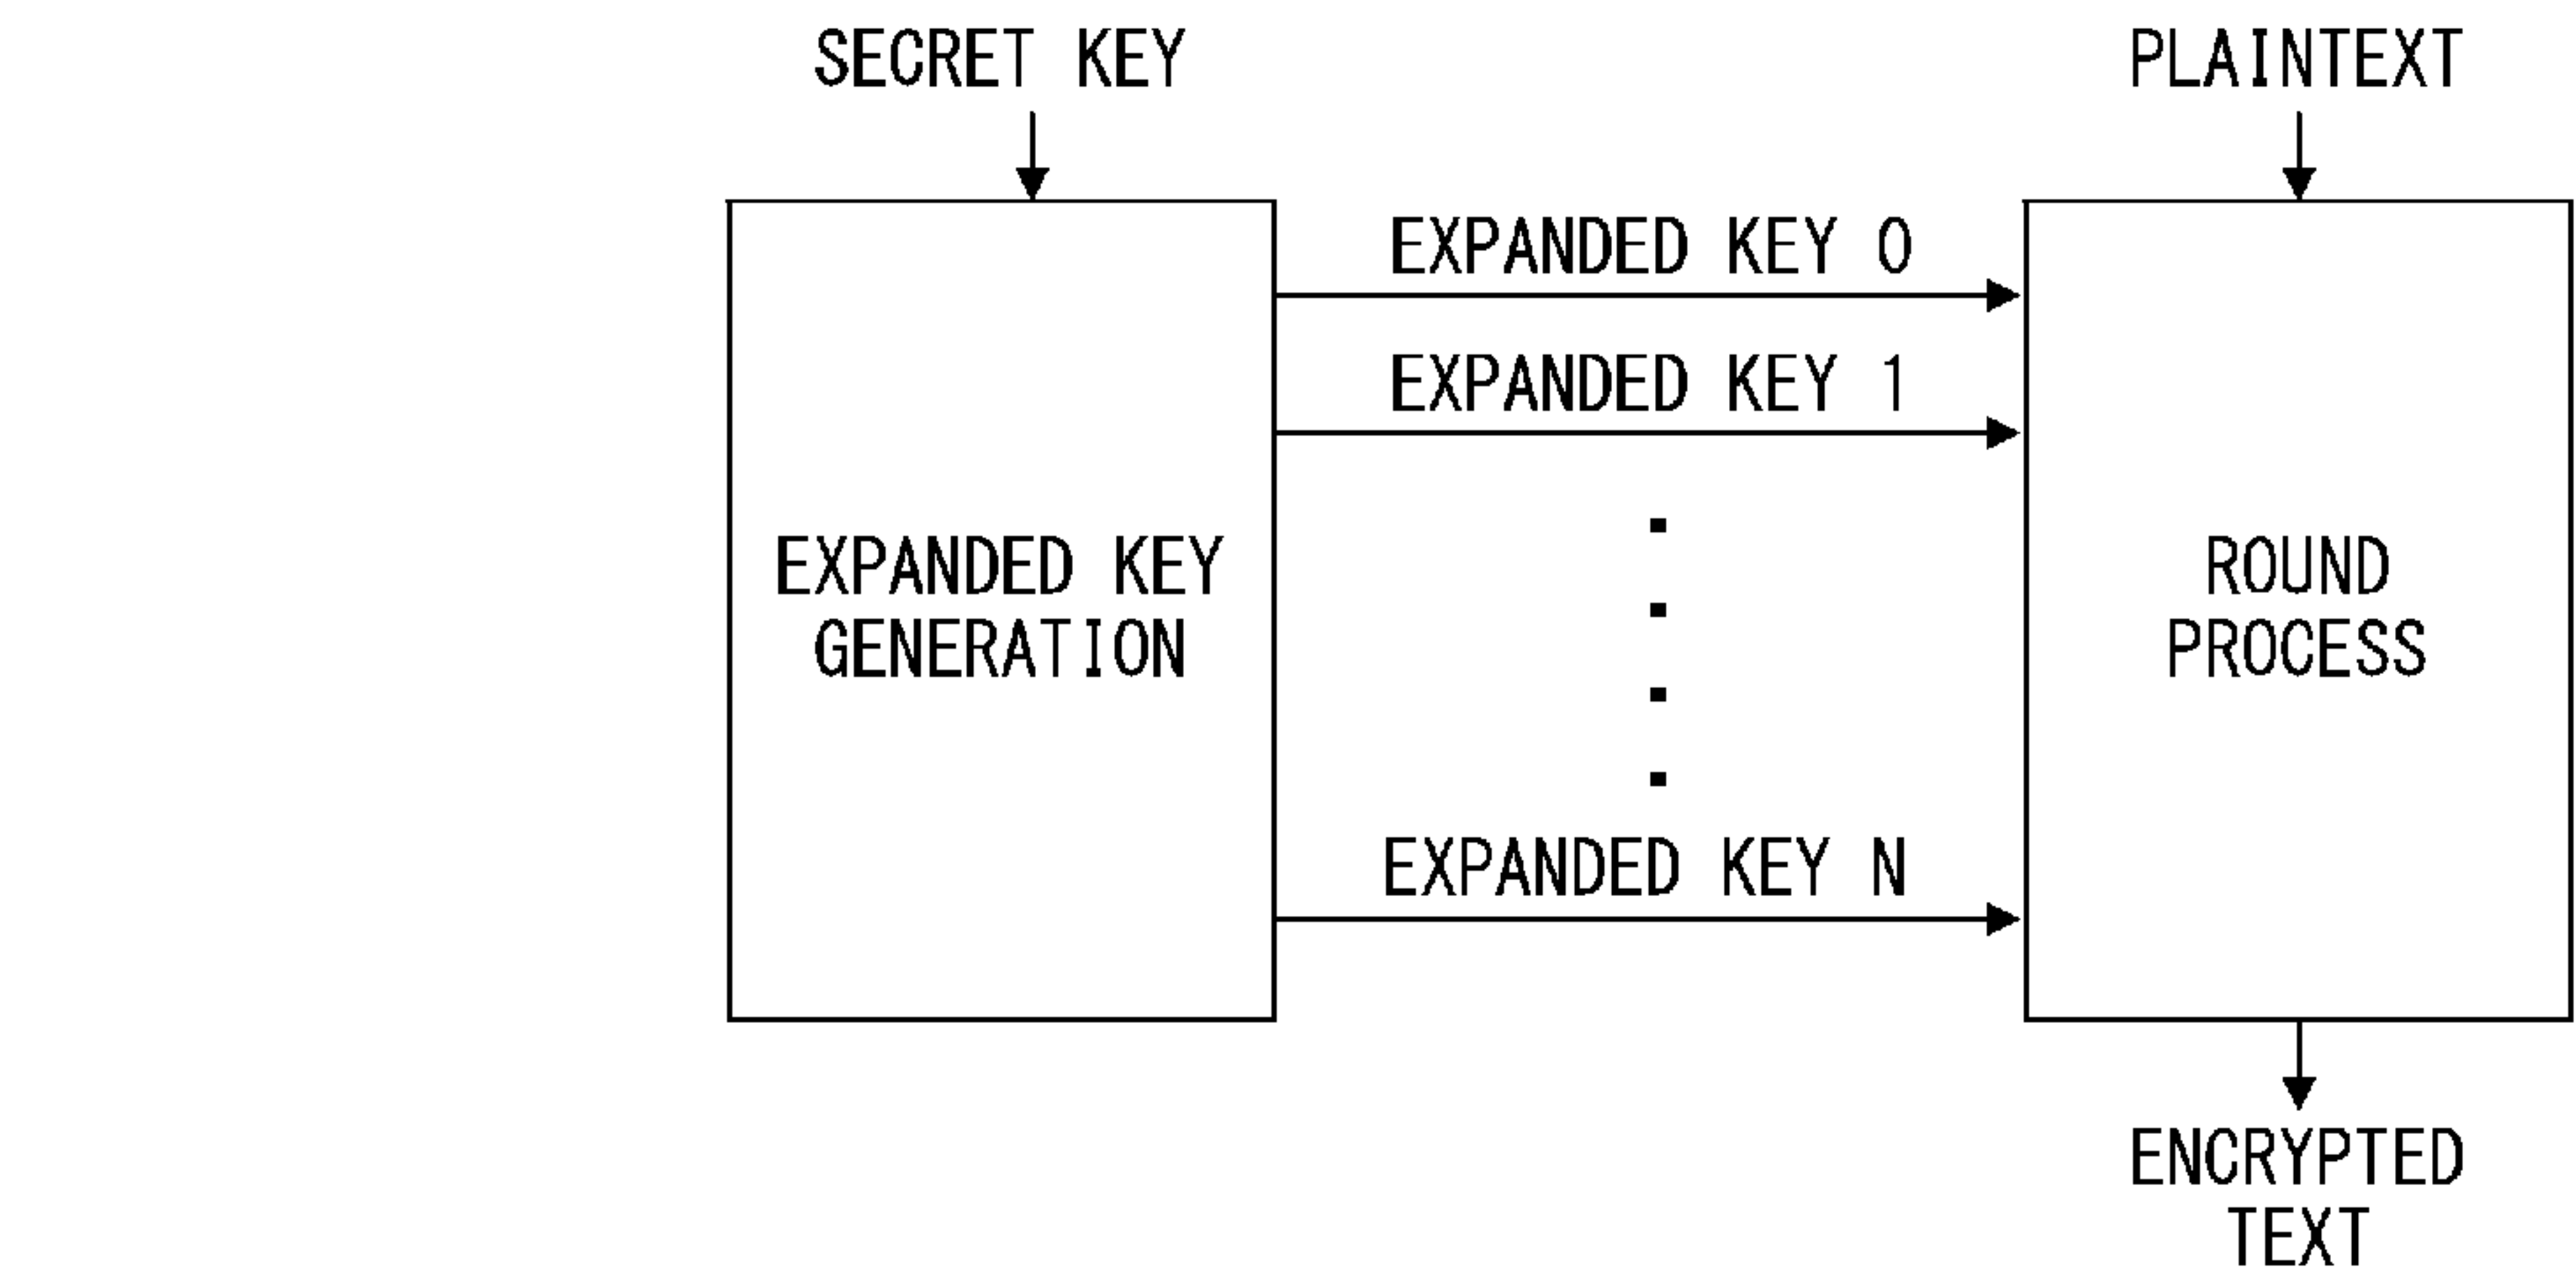 SECRET KEY
PLAINTEXT
EXPANDED KEY 0
EXPANDED KEY 1
EXPANDED KEY
GENERATION
ROUND
PROCESS
EXPANDED KEY N
ENCRYPTED
TEXT